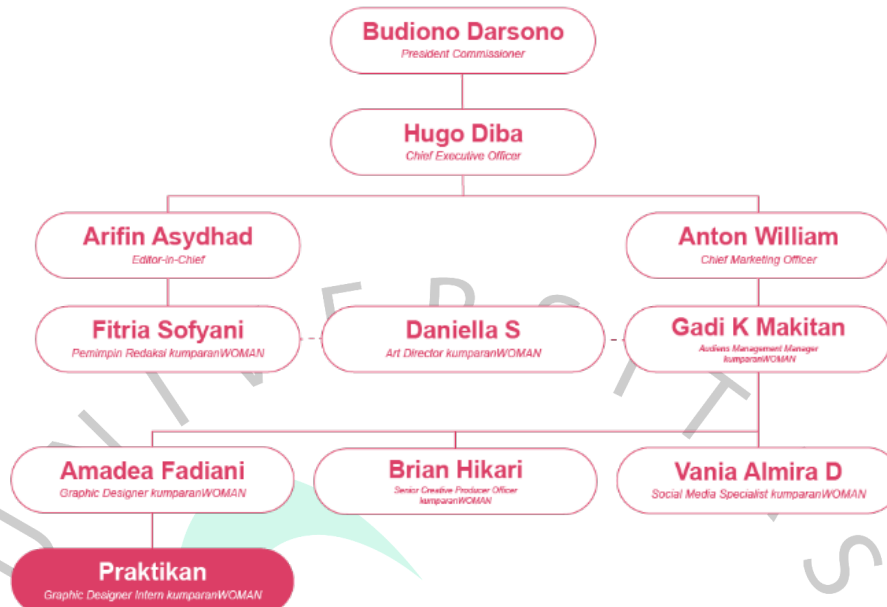 Budiono Darsono
President Commissioner
Hugo Diba
Chief Executive Officer
Arifin Asydhad
Editor-in-Chief
Anton William
Chief Marketing Officer
Fitria Sofyani
Pemimpin Redaksi kumparanWOMAN
Daniella S
Art Director kumparanWOMAN
Gadi K Makitan
Audiens Management Manager
kumparanWOMAN
Amadea Fadiani
Graphic Designer kumparanWOMAN
Brian Hikari
Senior Creative Producer Officer
kumparanWOMAN
Vania Almira D
Social Media Specialist kumparanWOMAN
Praktikan
Graphic Designer Intern kumparanWOMAN
UNIVERSITAS